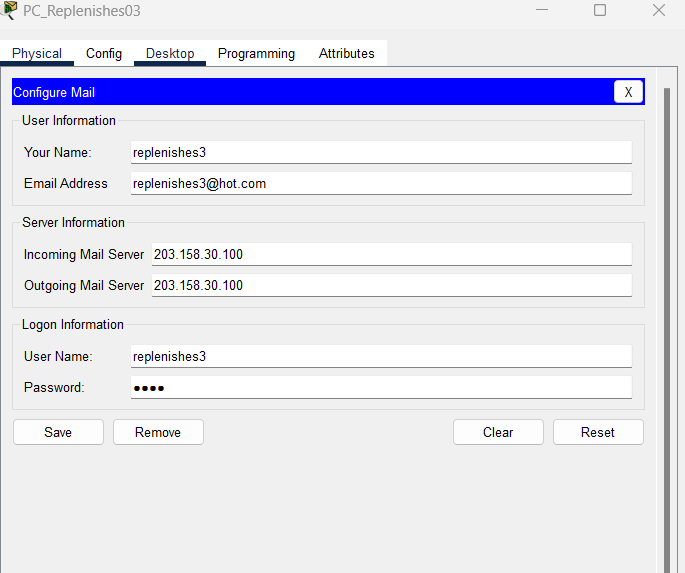 PC_Replenishes03
Physical Config Desktop Programming Attributes
Configure Mail X
User Information
Your Name: replenishes3
Email Address replenishes3@hot.com
Server Information
Incoming Mail Server 203.158.30.100
Outgoing Mail Server 203.158.30.100
Logon Information
User Name: replenishes3
Password: ●●●●
Save Remove Clear Reset